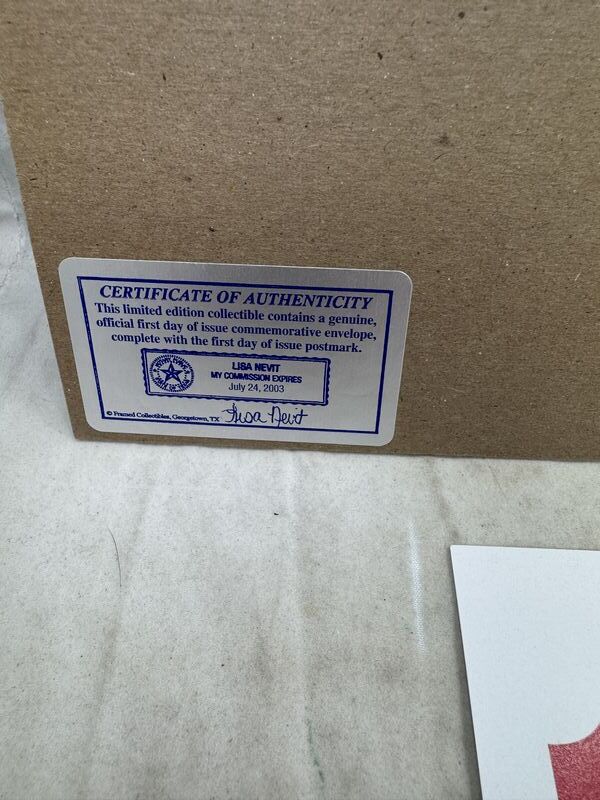 CERTIFICATE OF AUTHENTICITY
This limited edition collectible contains a genuine,
official first day of issue commemorative envelope,
complete with the first day of issue postmark.
LISA NEVIT
MY COMMISSION EXPIRES
July 24, 2003
© Framed Collectibles, Georgetown, TX
Lisa Nevit